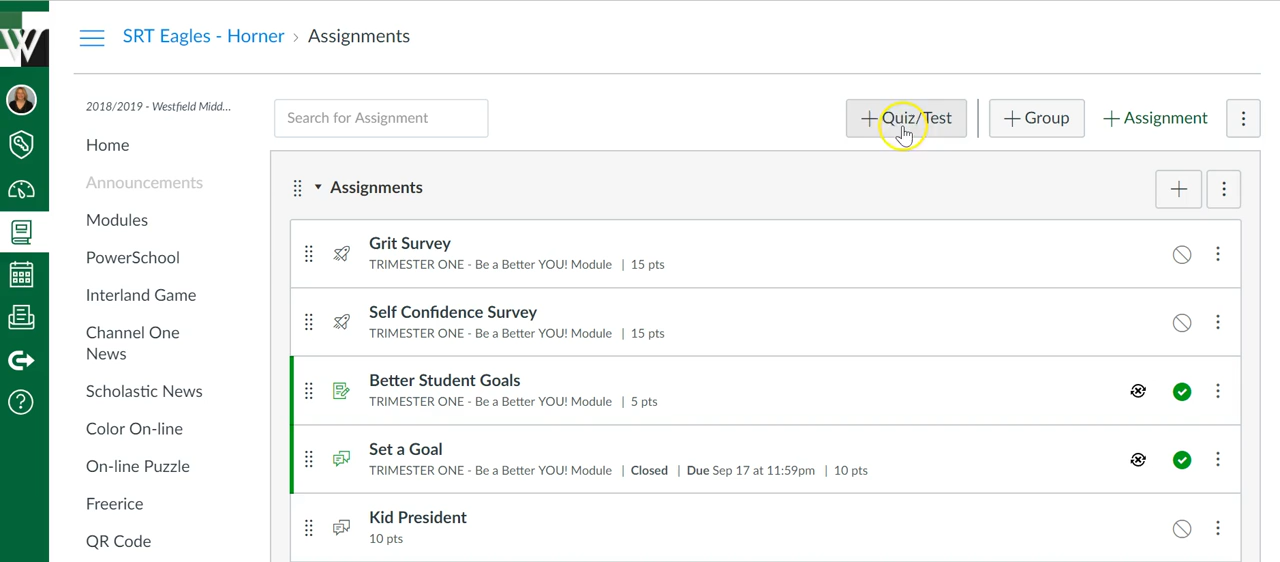 W
SRT Eagles - Horner > Assignments
2018/2019 - Westfield Midd...
Home
Announcements
Modules
PowerSchool
Interland Game
Channel One
News
Scholastic News
Color On-line
On-line Puzzle
Freerice
QR Code
Search for Assignment
+ Quiz/Test
+ Group
+ Assignment
Assignments
Grit Survey
TRIMESTER ONE - Be a Better YOU! Module | 15 pts
Self Confidence Survey
TRIMESTER ONE - Be a Better YOU! Module | 15 pts
Better Student Goals
TRIMESTER ONE - Be a Better YOU! Module | 5 pts
Set a Goal
TRIMESTER ONE - Be a Better YOU! Module | Closed | Due Sep 17 at 11:59pm | 10 pts
Kid President
10 pts